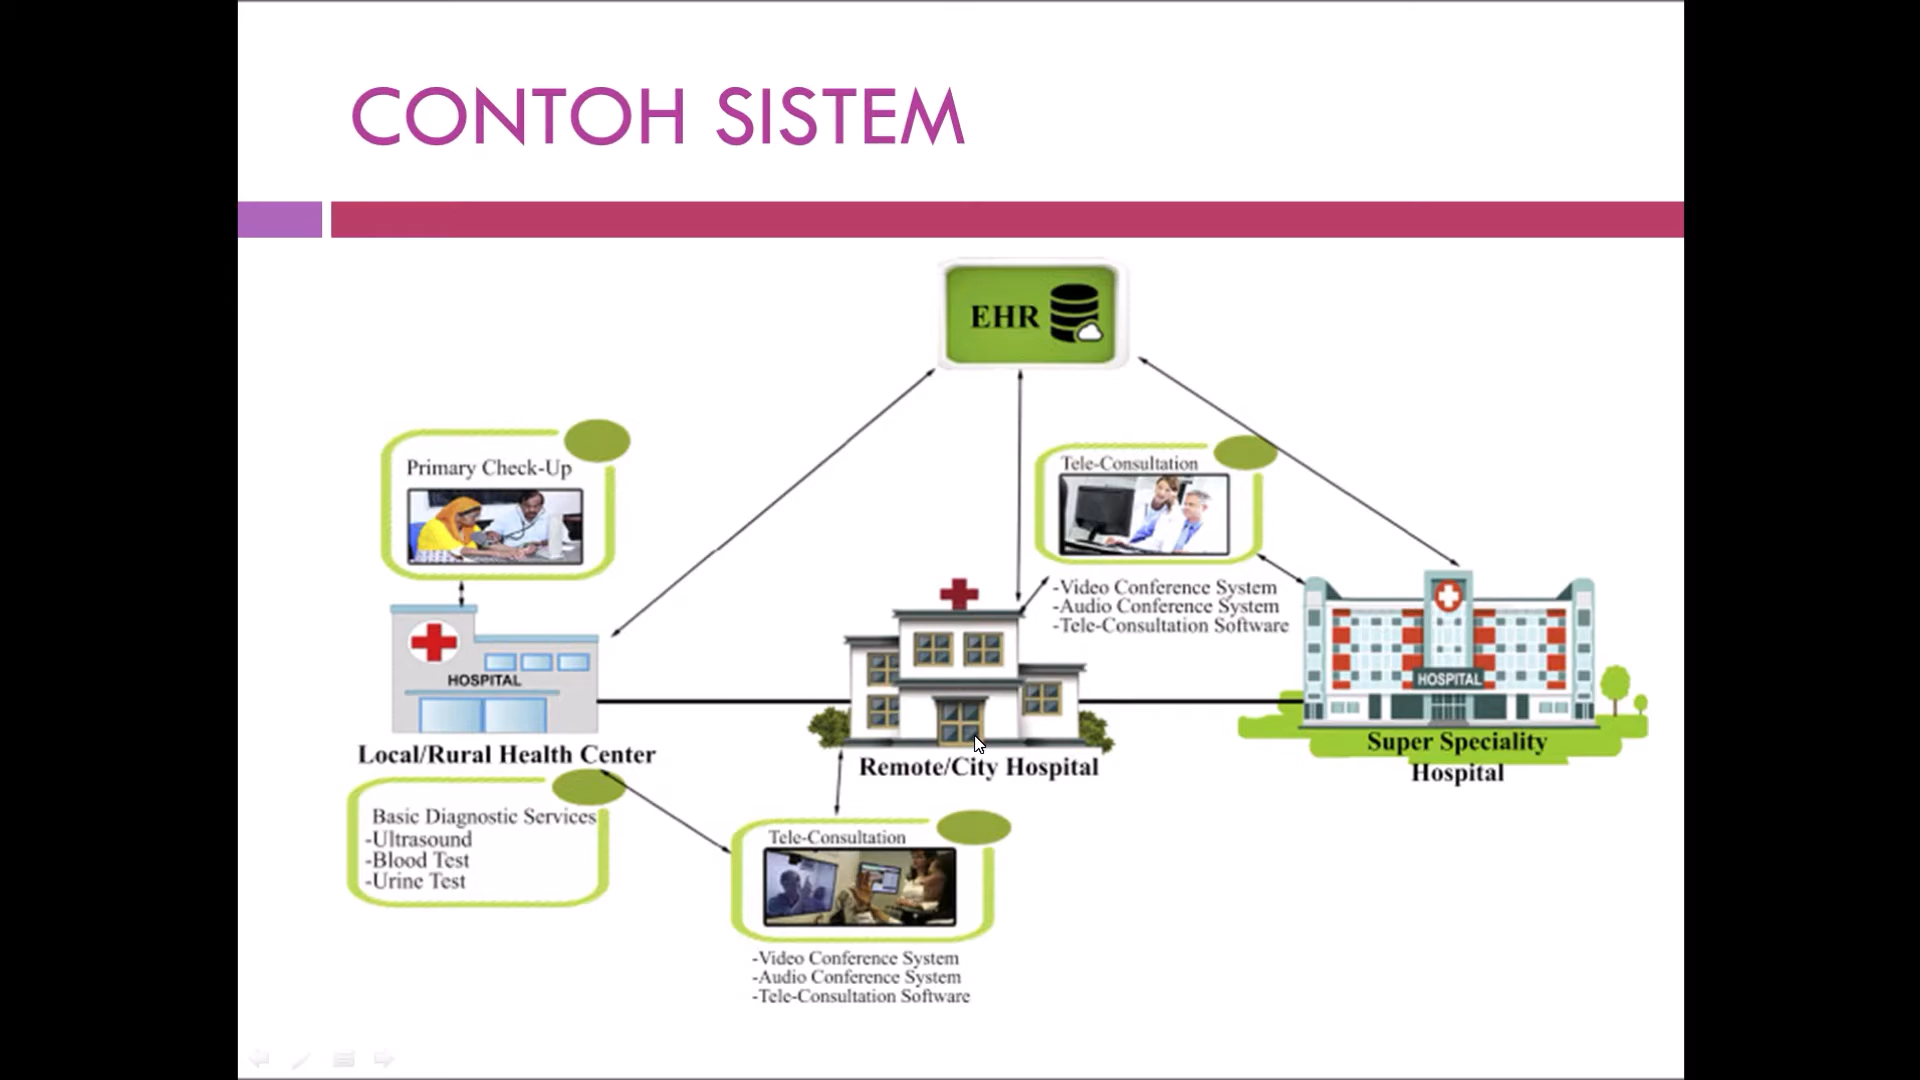 CONTOH SISTEM
EHR
Primary Check-Up
Tele-Consultation
-Video Conference System
-Audio Conference System
-Tele-Consultation Software
HOSPITAL
HOSPITAL
Local/Rural Health Center
Remote/City Hospital
Super Speciality
Hospital
Basic Diagnostic Services
-Ultrasound
-Blood Test
-Urine Test
Tele-Consultation
-Video Conference System
-Audio Conference System
-Tele-Consultation Software